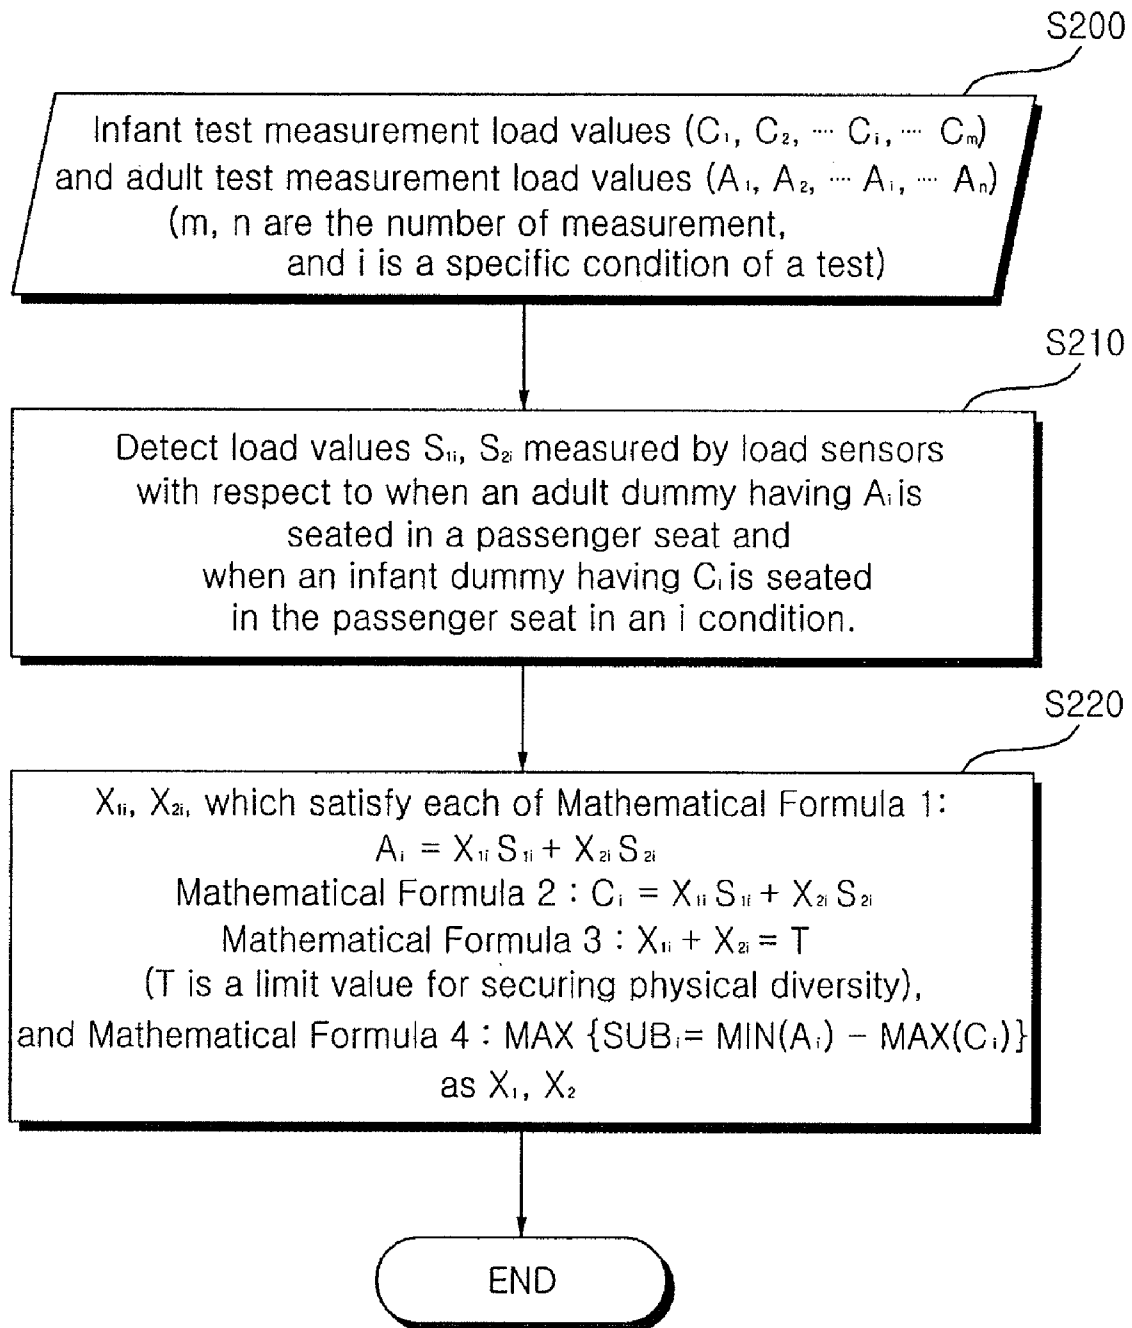 S200
Infant test measurement load values (C₁, C₂, ···· Cᵢ, ···· Cₘ)
and adult test measurement load values (A₁, A₂, ···· Aᵢ, ···· Aₙ)
(m, n are the number of measurement,
and i is a specific condition of a test)
S210
Detect load values S₁ᵢ, S₂ᵢ measured by load sensors
with respect to when an adult dummy having Aᵢ is
seated in a passenger seat and
when an infant dummy having Cᵢ is seated
in the passenger seat in an i condition.
S220
X₁ᵢ, X₂ᵢ, which satisfy each of Mathematical Formula 1:
Aᵢ = X₁ᵢ S₁ᵢ + X₂ᵢ S₂ᵢ
Mathematical Formula 2 : Cᵢ = X₁ᵢ S₁ᵢ + X₂ᵢ S₂ᵢ
Mathematical Formula 3 : X₁ᵢ + X₂ᵢ = T
(T is a limit value for securing physical diversity),
and Mathematical Formula 4 : MAX {SUBᵢ= MIN(Aᵢ) − MAX(Cᵢ)}
as X₁, X₂
END